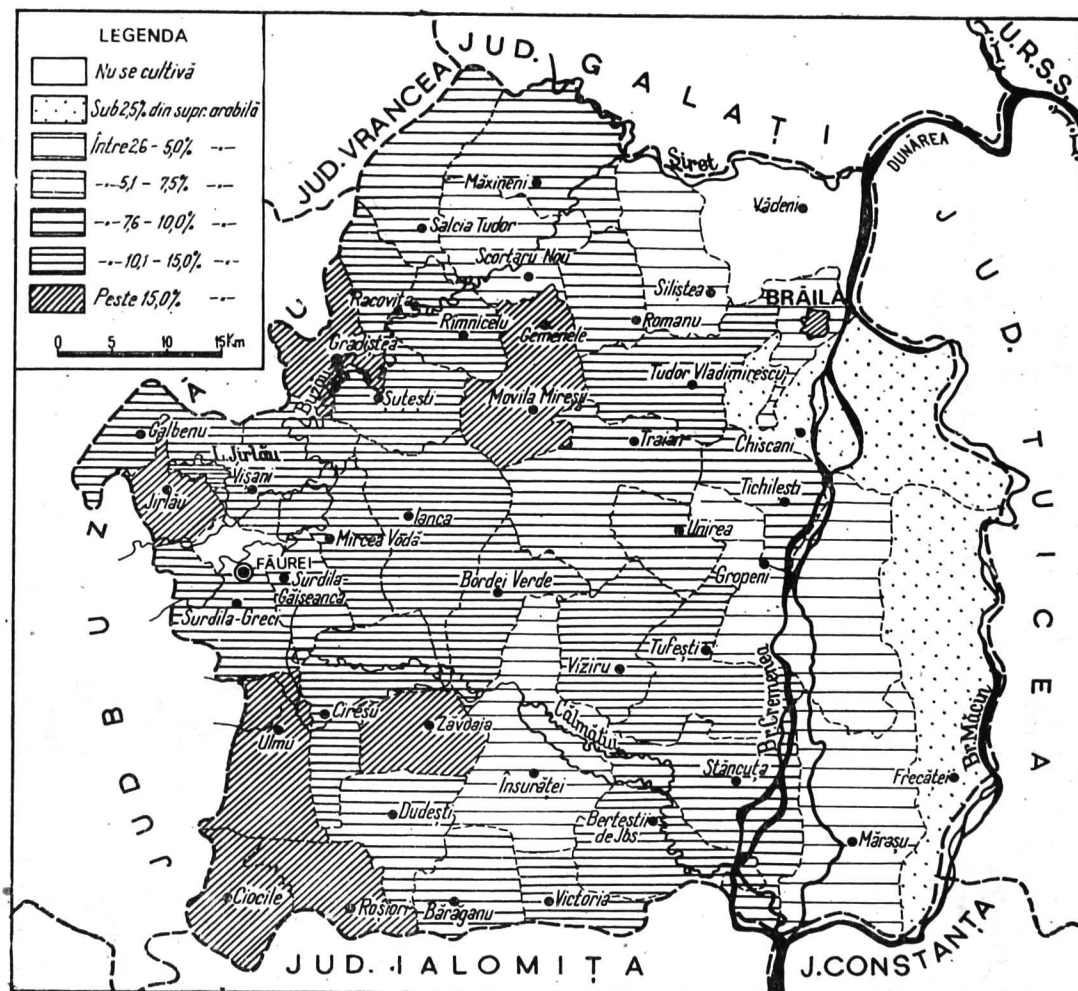 LEGENDA
Nu se cultivă
Sub 2,5% din supr. arabilă
Între 2,6 - 5,0% -〃-
-〃- 5,1 - 7,5% -〃-
-〃- 7,6 - 10,0% -〃-
-〃- 10,1 - 15,0% -〃-
Peste 15,0% -〃-
0 5 10 15 Km
JUD. GALAȚI
U.R.S.S.
JUD. VRANCEA
DUNĂREA
Siret
Măxineni
Vădeni
Salcia Tudor
Scorțaru Nou
Siliștea
BRĂILA
Racovița
Rîmnicelu
Gemenele
Romanu
Grădiștea
Buzău
Tudor Vladimirescu
Sutești
Movila Miresii
JUD. TULCEA
Galbenu
Traian
Chiscani
L. Jirlău
Vișani
Jirlău
Tichilești
Ianca
Unirea
Mircea Vodă
FĂUREI
Surdila-
Găiseanca
Bordei Verde
Gropeni
Surdila-Greci
Tufești
Viziru
Br. Cremenea
JUD BUZĂU
Cireșu
Zăvoaia
Călmățui
Ulmu
Br. Măcin
Însurăței
Stăncuța
Frecăței
Dudești
Berteștii
de Jos
Mărașu
Ciocile
Roșiori
Bărăganu
Victoria
JUD. IALOMIȚA
J. CONSTANȚA